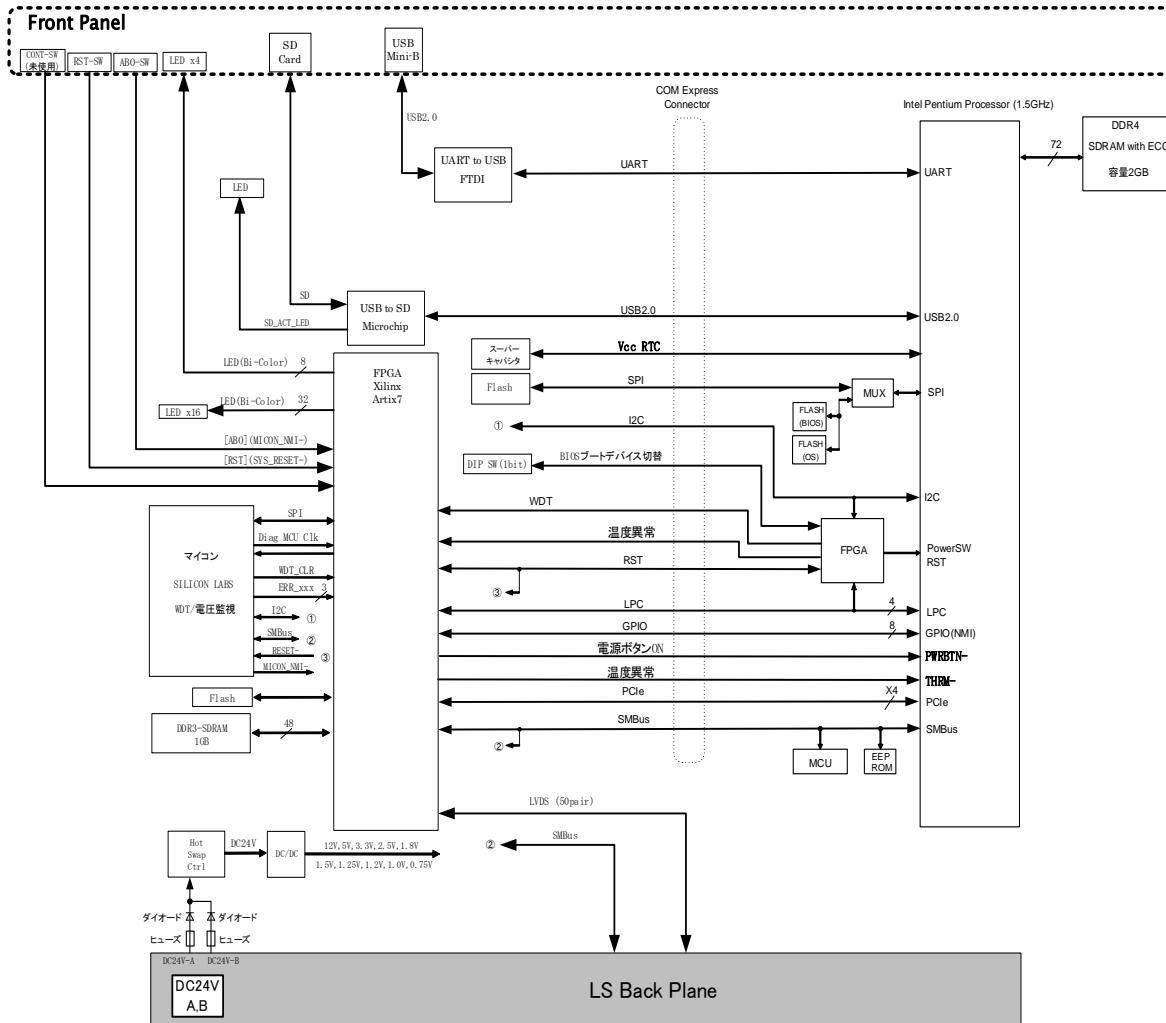 Front Panel
CONT-SW
(未使用)
RST-SW
ABO-SW
LED x4
SD
Card
USB
Mini-B
COM Express
Connector
Intel Pentium Processor (1.5GHz)
USB2.0
DDR4
SDRAM with ECC
容量2GB
72
UART to USB
FTDI
UART
UART
LED
SD
USB to SD
Microchip
SD_ACT_LED
USB2.0
USB2.0
スーパー
キャパシタ
Vcc RTC
LED(Bi-Color)
8
FPGA
Xilinx
Artix7
Flash
SPI
MUX
SPI
LED x16
LED(Bi-Color)
32
FLASH
(BIOS)
①
I2C
FLASH
(OS)
[ABO](MICON_NMI-)
[RST](SYS_RESET-)
DIP SW(1bit)
BIOSブートデバイス切替
I2C
WDT
SPI
Diag MCU Clk
温度異常
FPGA
PowerSW
RST
マイコン
SILICON LABS
WDT/電圧監視
WDT_CLR
ERR_xxx
3
RST
③
I2C
①
LPC
4
LPC
SMBus
②
GPIO
8
GPIO(NMI)
RESET-
③
電源ボタンON
PWRBTN-
MICON_NMI-
温度異常
THRM-
Flash
PCIe
X4
PCIe
DDR3-SDRAM
1GB
48
SMBus
SMBus
②
MCU
EEP
ROM
LVDS (50pair)
Hot
Swap
Ctrl
DC24V
DC/DC
12V,5V,3.3V,2.5V,1.8V
1.5V,1.25V,1.2V,1.0V,0.75V
②
SMBus
ダイオード
ダイオード
ヒューズ
ヒューズ
DC24V-A
DC24V-B
DC24V
A,B
LS Back Plane